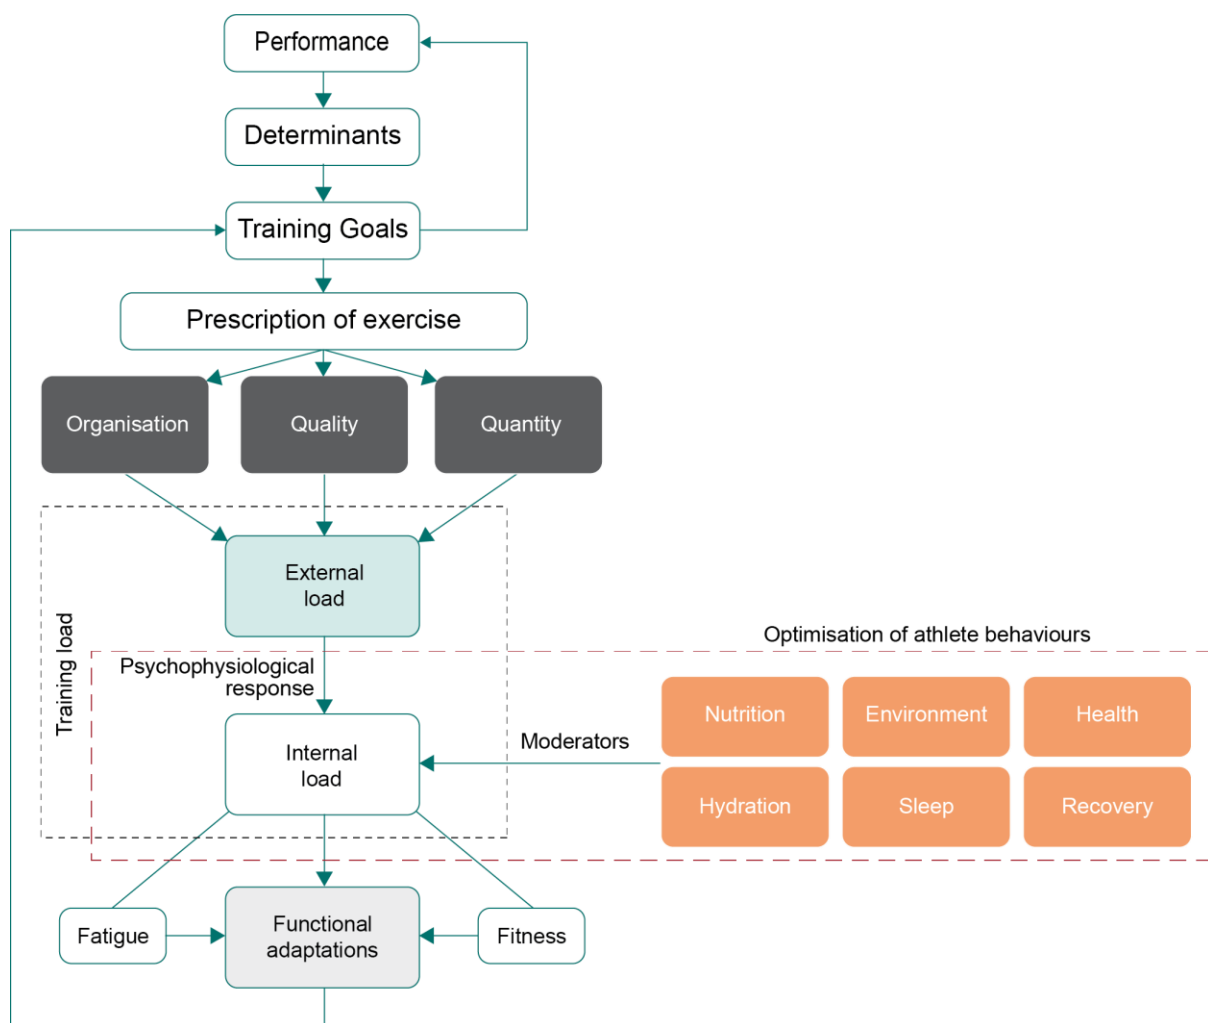 Performance
Determinants
Training Goals
Prescription of exercise
Organisation
Quality
Quantity
External
load
Training load
Optimisation of athlete behaviours
Psychophysiological
response
Nutrition
Environment
Health
Internal
load
Moderators
Hydration
Sleep
Recovery
Fatigue
Functional
adaptations
Fitness